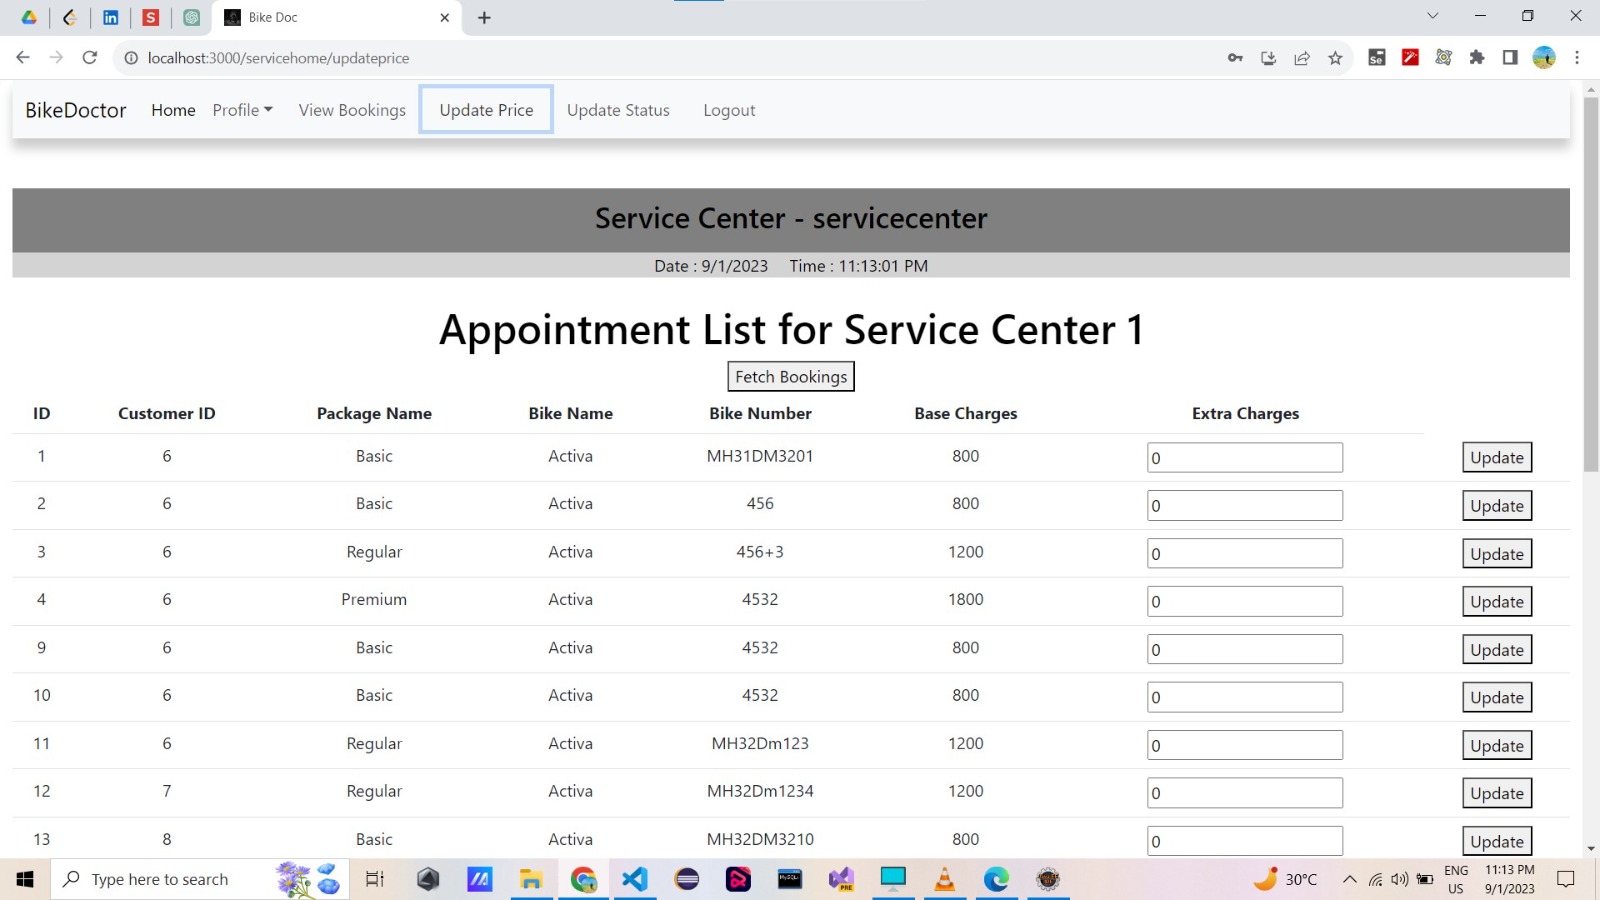 Bike Doc
localhost:3000/servicehome/updateprice
BikeDoctor Home Profile View Bookings Update Price Update Status Logout
Service Center - servicecenter
Date : 9/1/2023 Time : 11:13:01 PM
Appointment List for Service Center 1
Fetch Bookings
ID Customer ID Package Name Bike Name Bike Number Base Charges Extra Charges
1 6 Basic Activa MH31DM3201 800 0 Update
2 6 Basic Activa 456 800 0 Update
3 6 Regular Activa 456+3 1200 0 Update
4 6 Premium Activa 4532 1800 0 Update
9 6 Basic Activa 4532 800 0 Update
10 6 Basic Activa 4532 800 0 Update
11 6 Regular Activa MH32Dm123 1200 0 Update
12 7 Regular Activa MH32Dm1234 1200 0 Update
13 8 Basic Activa MH32DM3210 800 0 Update
Type here to search
30°C
ENG
US
11:13 PM
9/1/2023